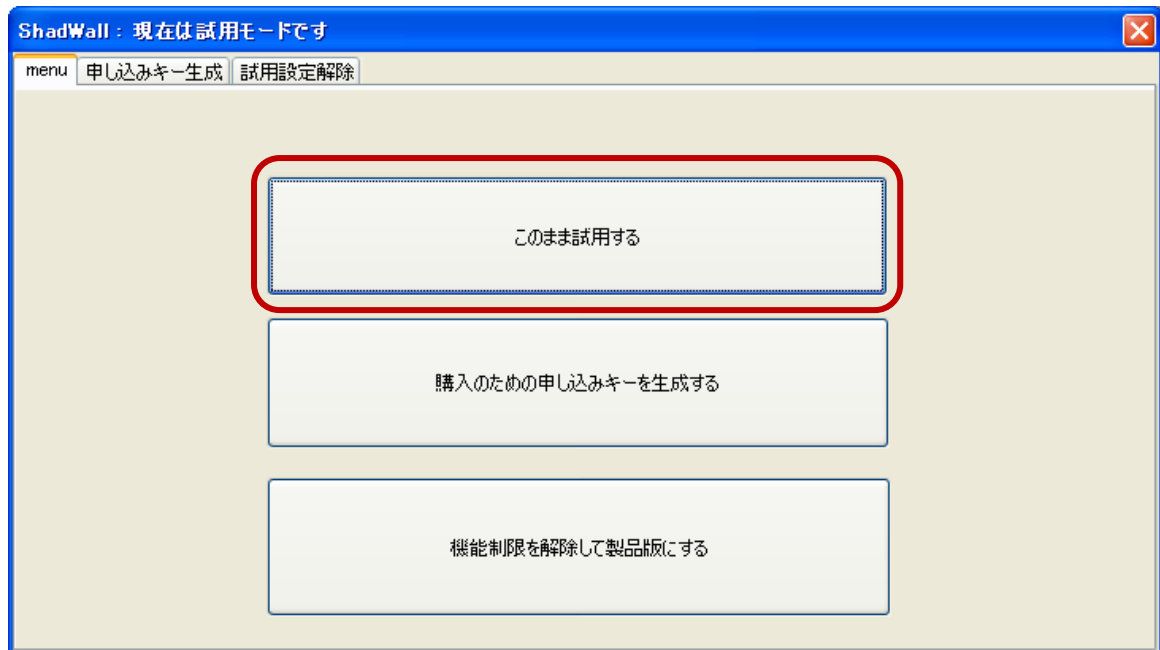 ShadWall : 現在は試用モードです
menu 申し込みキー生成 試用設定解除
このまま試用する
購入のための申し込みキーを生成する
機能制限を解除して製品版にする